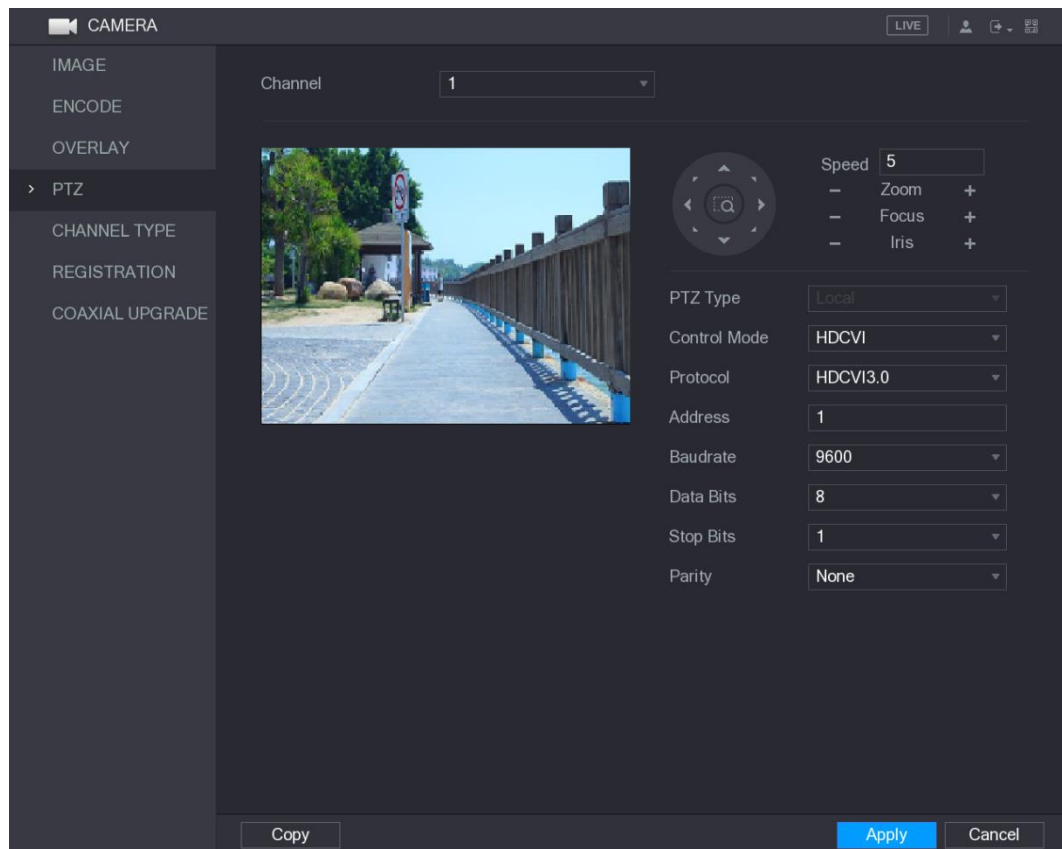 CAMERA
LIVE
IMAGE
ENCODE
OVERLAY
PTZ
CHANNEL TYPE
REGISTRATION
COAXIAL UPGRADE
Channel 1
Speed 5
Zoom
Focus
Iris
PTZ Type Local
Control Mode HDCVI
Protocol HDCVI3.0
Address 1
Baudrate 9600
Data Bits 8
Stop Bits 1
Parity None
Copy
Apply
Cancel